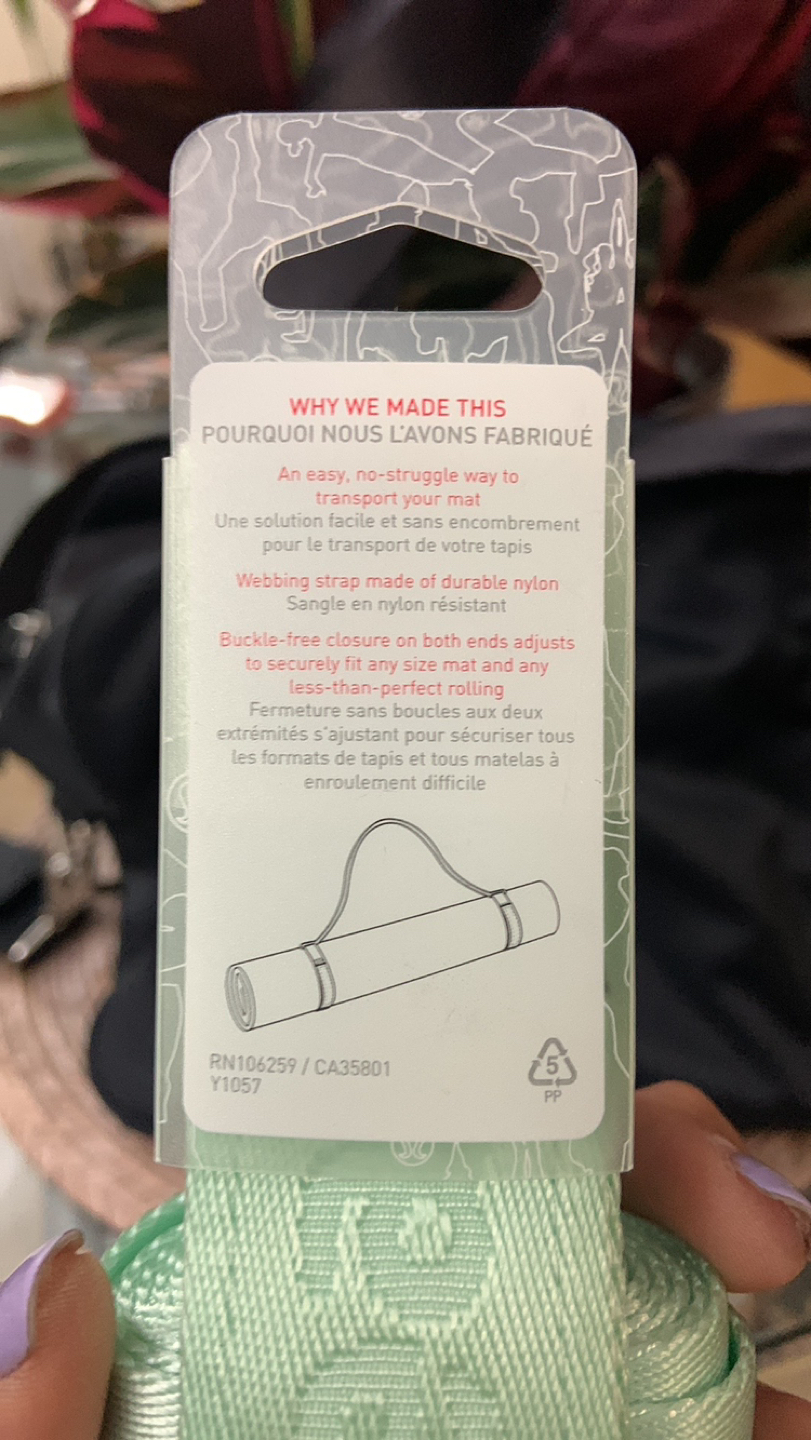 WHY WE MADE THIS
POURQUOI NOUS L'AVONS FABRIQUÉ
An easy, no-struggle way to
transport your mat
Une solution facile et sans encombrement
pour le transport de votre tapis
Webbing strap made of durable nylon
Sangle en nylon résistant
Buckle-free closure on both ends adjusts
to securely fit any size mat and any
less-than-perfect rolling
Fermeture sans boucles aux deux
extrémités s'ajustant pour sécuriser tous
les formats de tapis et tous matelas à
enroulement difficile
RN106259 / CA35801
Y1057
5
PP